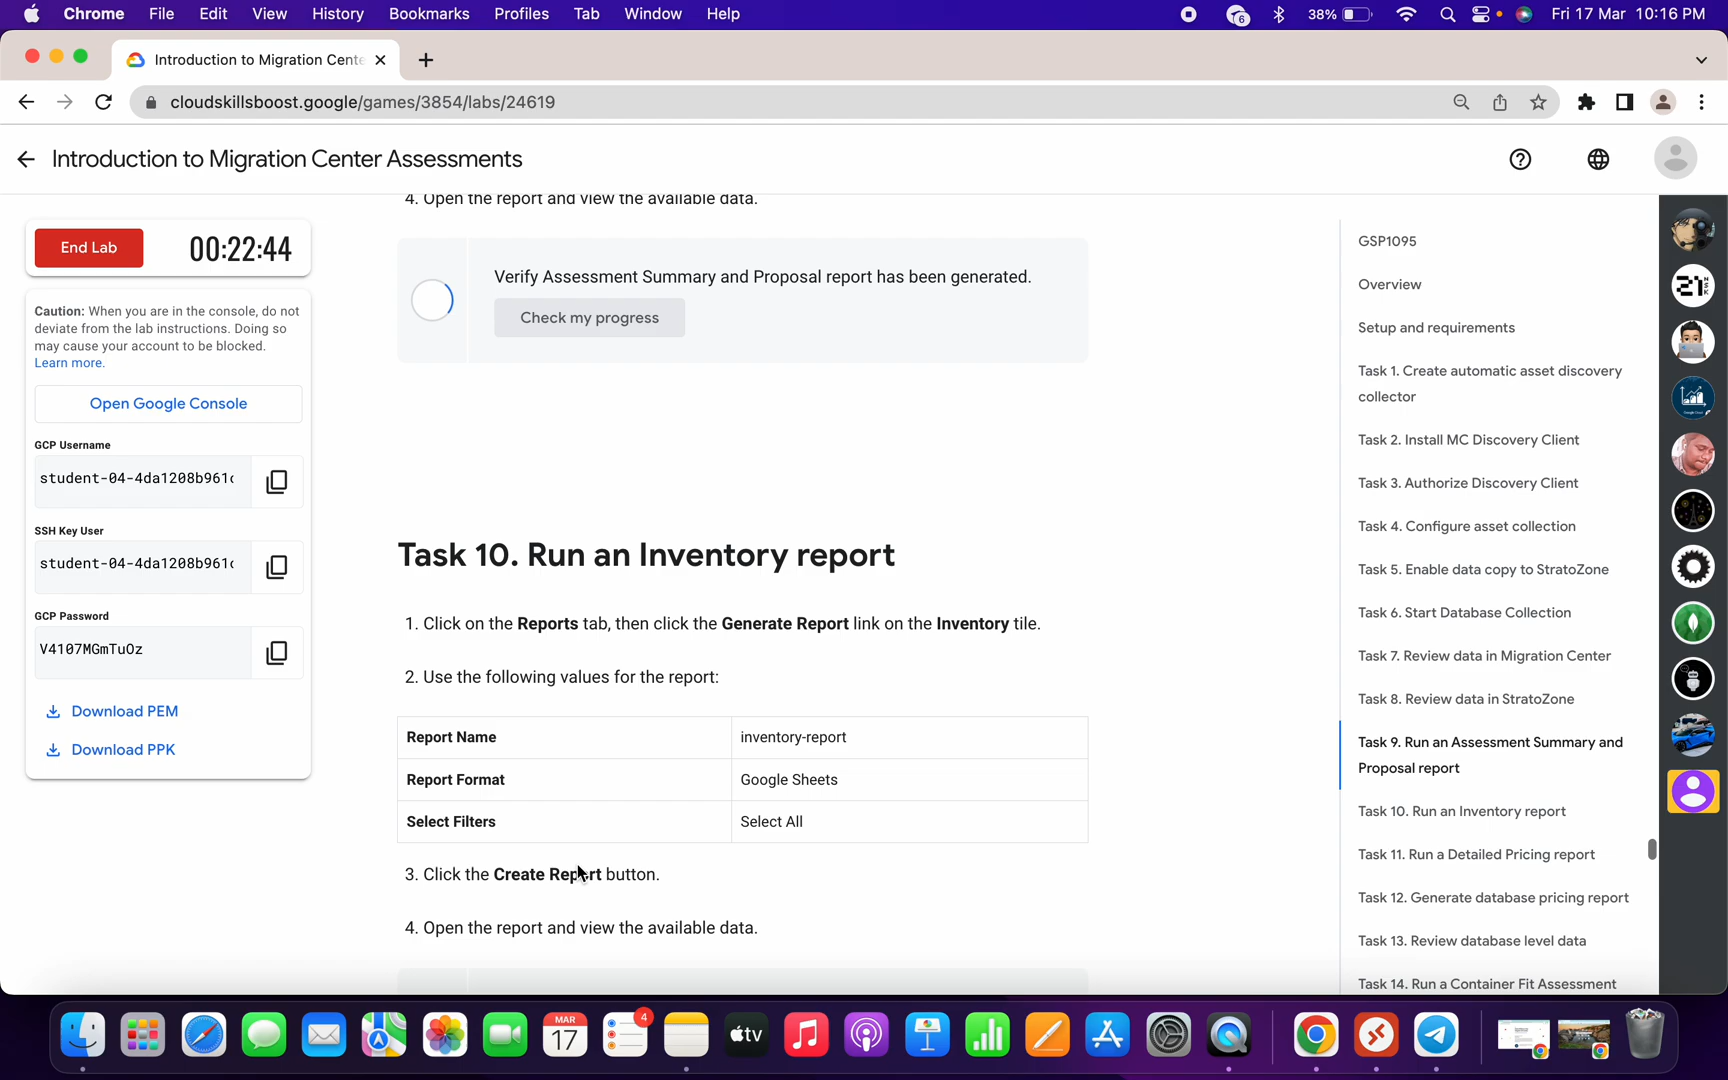 Chrome File Edit View History Bookmarks Profiles Tab Window Help 6 38% Fri 17 Mar 10:16 PM
Introduction to Migration Cente
cloudskillsboost.google/games/3854/labs/24619
Introduction to Migration Center Assessments
End Lab 00:22:44
Caution: When you are in the console, do not
deviate from the lab instructions. Doing so
may cause your account to be blocked.
Learn more.
Open Google Console
GCP Username
student-04-4da1208b961c
SSH Key User
student-04-4da1208b961c
GCP Password
V4107MGmTuOz
Download PEM
Download PPK
4. Open the report and view the available data.
Verify Assessment Summary and Proposal report has been generated.
Check my progress
Task 10. Run an Inventory report
1. Click on the Reports tab, then click the Generate Report link on the Inventory tile.
2. Use the following values for the report:
Report Name inventory-report
Report Format Google Sheets
Select Filters Select All
3. Click the Create Report button.
4. Open the report and view the available data.
GSP1095
Overview
Setup and requirements
Task 1. Create automatic asset discovery
collector
Task 2. Install MC Discovery Client
Task 3. Authorize Discovery Client
Task 4. Configure asset collection
Task 5. Enable data copy to StratoZone
Task 6. Start Database Collection
Task 7. Review data in Migration Center
Task 8. Review data in StratoZone
Task 9. Run an Assessment Summary and
Proposal report
Task 10. Run an Inventory report
Task 11. Run a Detailed Pricing report
Task 12. Generate database pricing report
Task 13. Review database level data
Task 14. Run a Container Fit Assessment
MAR
17
4
tv